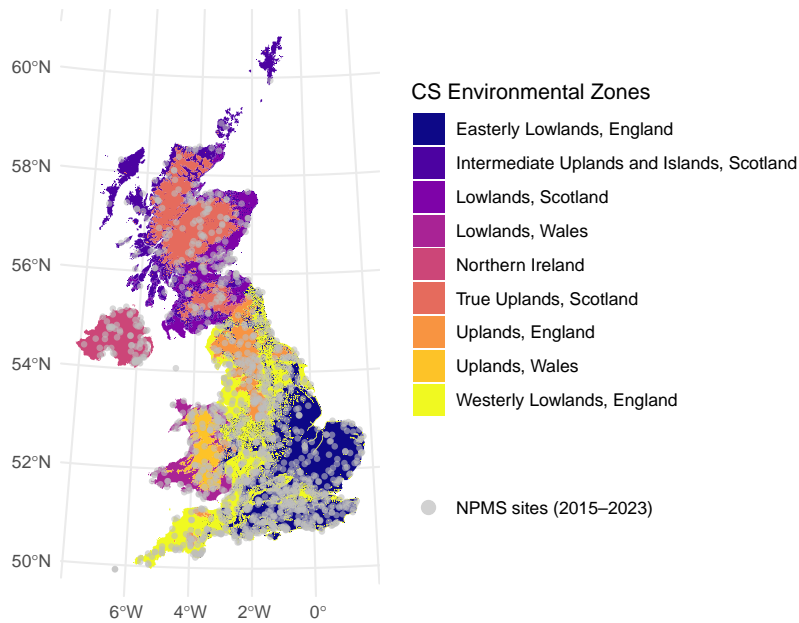 60°N
58°N
56°N
54°N
52°N
50°N
6°W
4°W
2°W
0°
CS Environmental Zones
Easterly Lowlands, England
Intermediate Uplands and Islands, Scotland
Lowlands, Scotland
Lowlands, Wales
Northern Ireland
True Uplands, Scotland
Uplands, England
Uplands, Wales
Westerly Lowlands, England
NPMS sites (2015–2023)